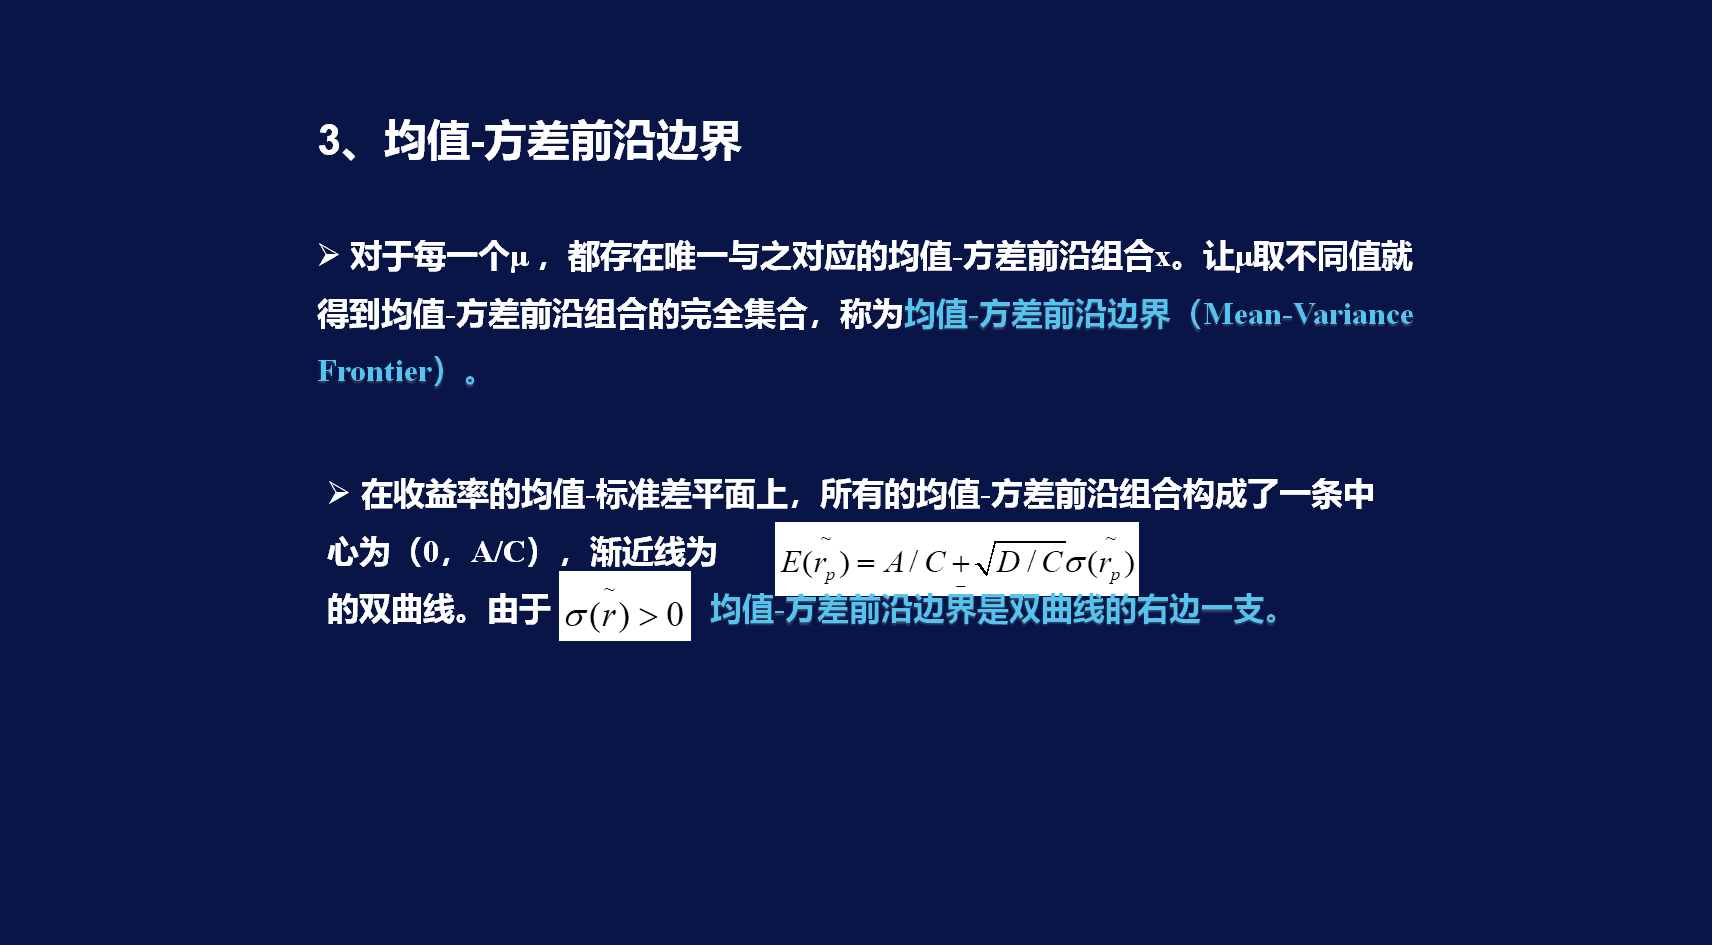 3、均值-方差前沿边界
➢ 对于每一个μ ，都存在唯一与之对应的均值-方差前沿组合x。让μ取不同值就
得到均值-方差前沿组合的完全集合，称为均值-方差前沿边界（Mean-Variance
Frontier）。
➢ 在收益率的均值-标准差平面上，所有的均值-方差前沿组合构成了一条中
心为（0，A/C），渐近线为 E(r̃_p) = A / C ± √(D / C) σ(r̃_p)
的双曲线。由于 σ(r̃) > 0 均值-方差前沿边界是双曲线的右边一支。